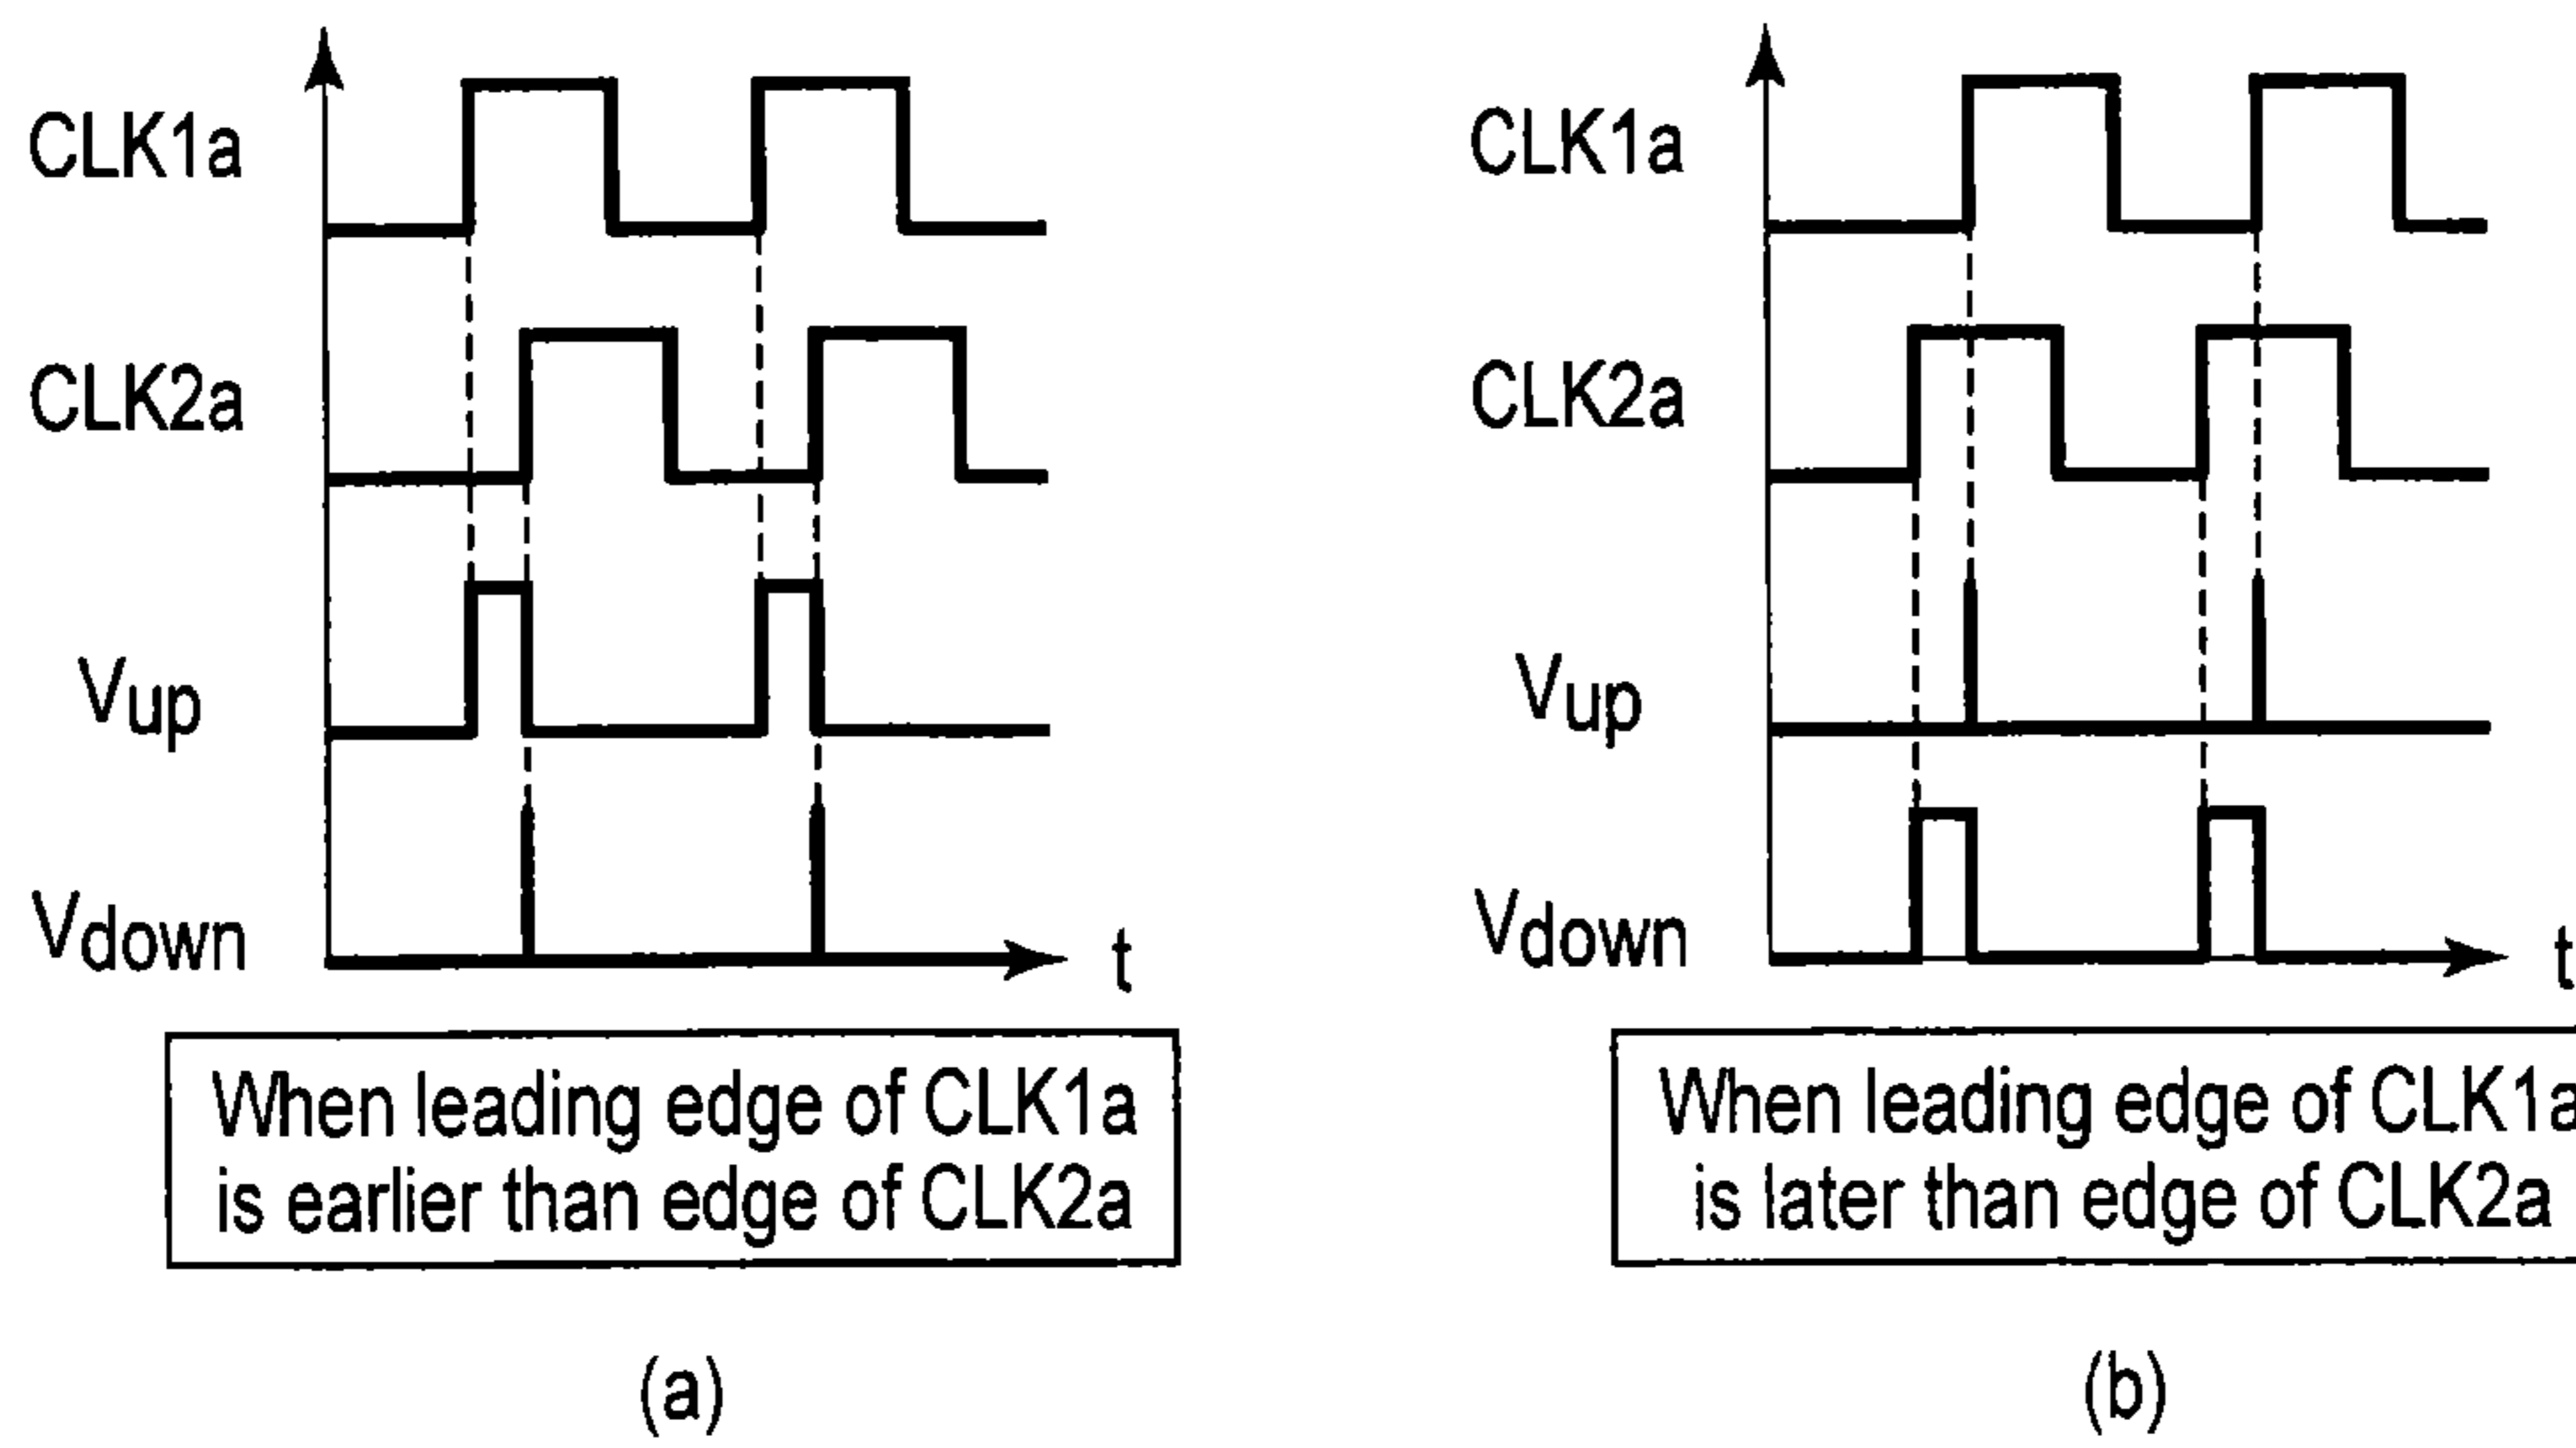 CLK1a
CLK2a
Vup
Vdown
t
When leading edge of CLK1a
is earlier than edge of CLK2a
(a)
CLK1a
CLK2a
Vup
Vdown
t
When leading edge of CLK1a
is later than edge of CLK2a
(b)